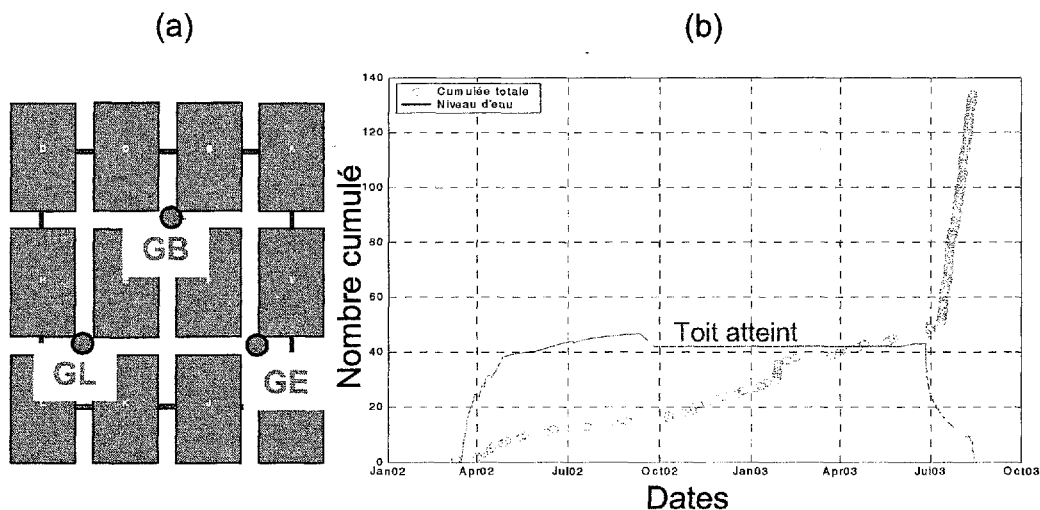 (a)
(b)
GB
GL
GE
Nombre cumulé
140
120
100
80
60
40
20
0
Cumulée totale
Niveau d'eau
Toit atteint
Jan02 Apr02 Jul02 Oct02 Jan03 Apr03 Jul03 Oct03
Dates